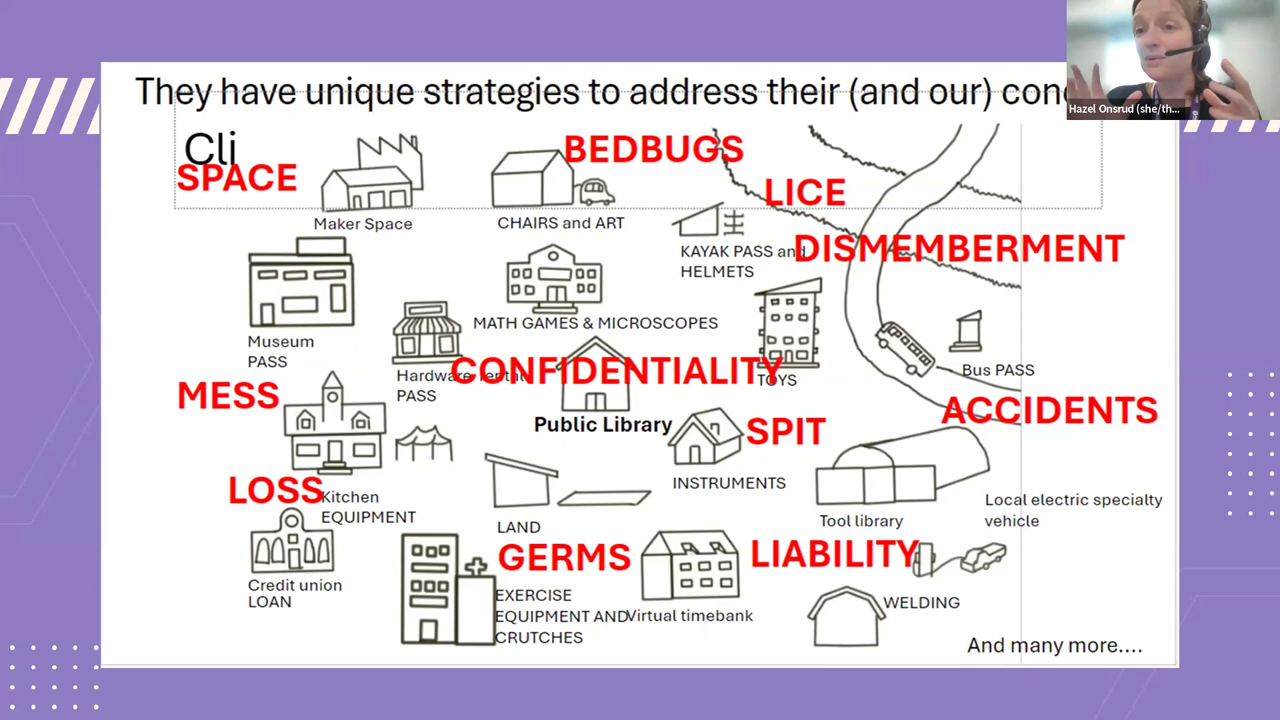 They have unique strategies to address their (and our)
Hazel Onsrud (she/th...
Cli
SPACE
BEDBUGS
LICE
Maker Space
CHAIRS and ART
KAYAK PASS and
HELMETS
DISMEMBERMENT
MATH GAMES & MICROSCOPES
Museum
PASS
Hardware rental
PASS
CONFIDENTIALITY
TOYS
Bus PASS
MESS
Public Library
SPIT
ACCIDENTS
LOSS
Kitchen
EQUIPMENT
INSTRUMENTS
LAND
Tool library
Local electric specialty
vehicle
Credit union
LOAN
GERMS
LIABILITY
EXERCISE
EQUIPMENT AND
CRUTCHES
Virtual timebank
WELDING
And many more....